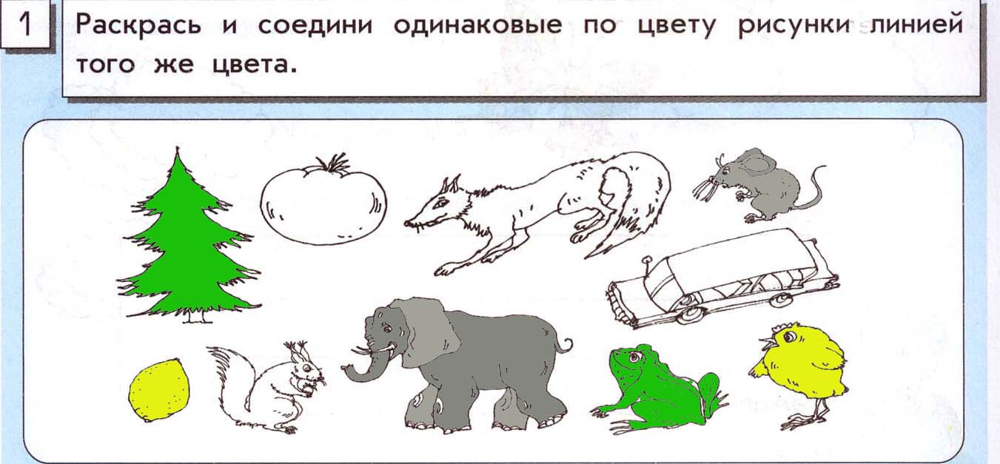 1
Раскрась и соедини одинаковые по цвету рисунки линией
того же цвета.